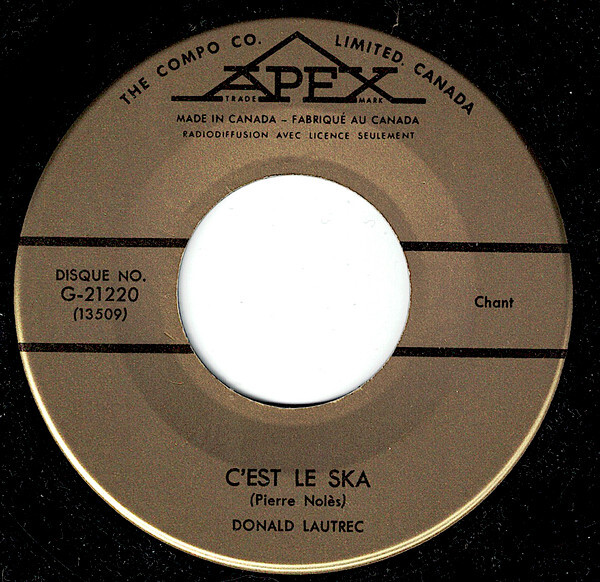 THE COMPO CO. LIMITED. CANADA
APEX
TRADE MARK
MADE IN CANADA – FABRIQUÉ AU CANADA
RADIODIFFUSION AVEC LICENCE SEULEMENT
DISQUE NO.
G-21220
(13509)
Chant
C'EST LE SKA
(Pierre Nolès)
DONALD LAUTREC